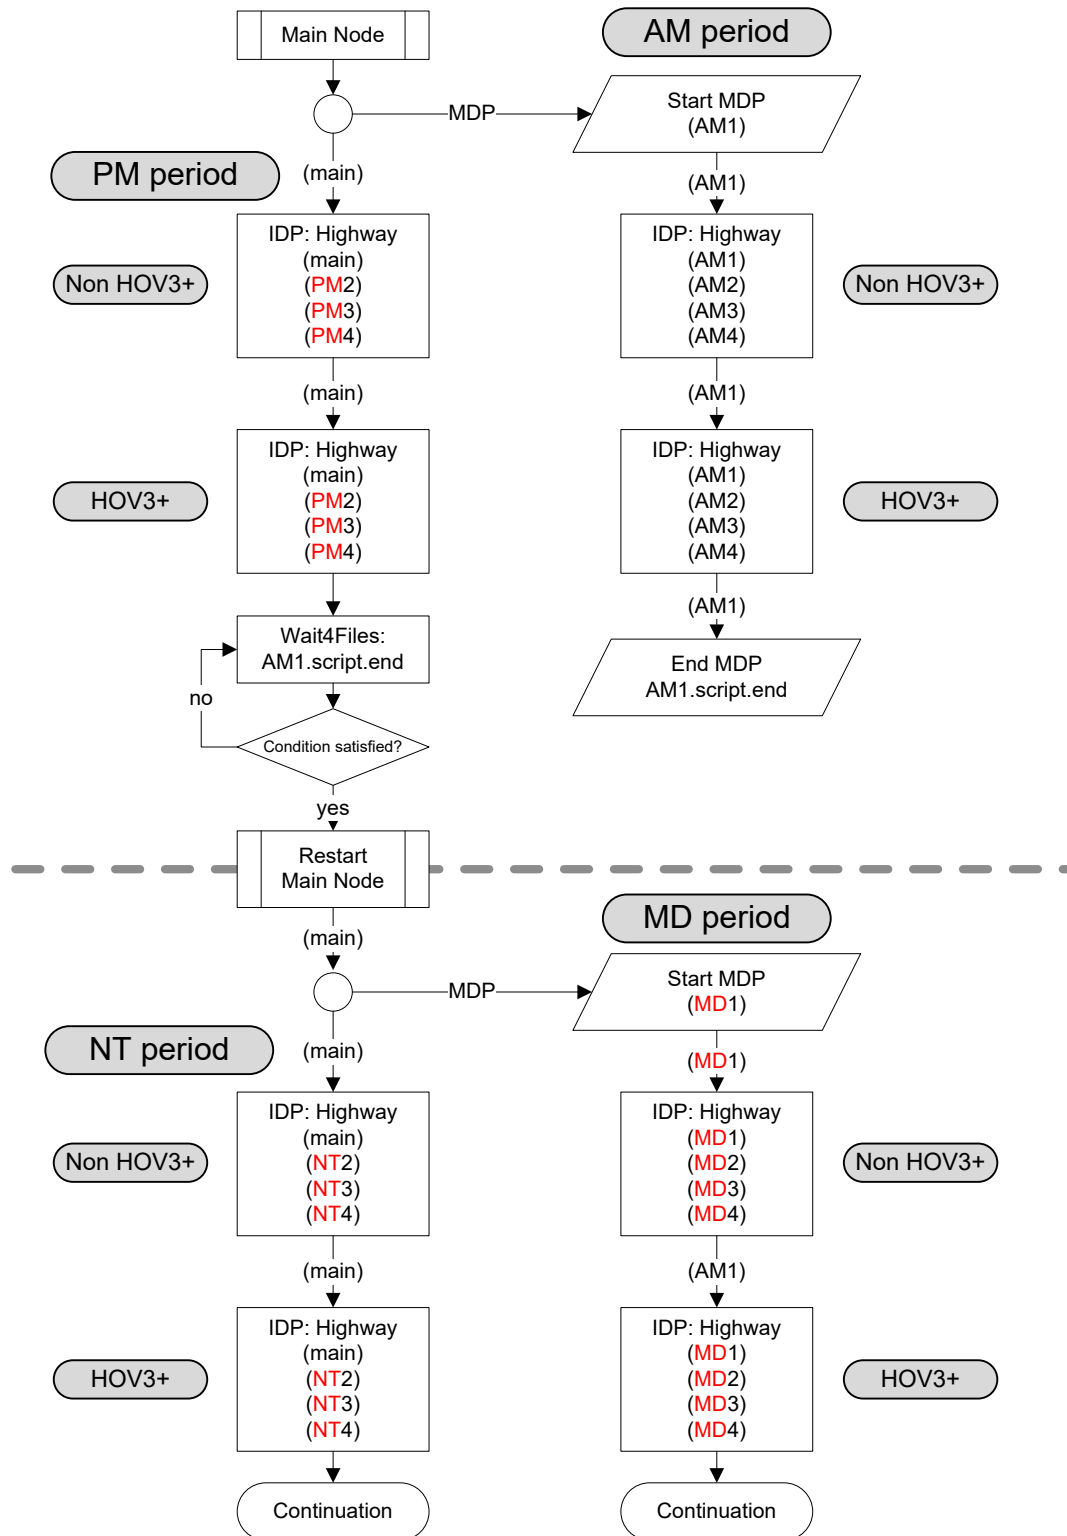 Main Node
AM period
MDP
Start MDP
(AM1)
PM period
(main)
(AM1)
Non HOV3+
IDP: Highway
(main)
(PM2)
(PM3)
(PM4)
IDP: Highway
(AM1)
(AM2)
(AM3)
(AM4)
Non HOV3+
(main)
(AM1)
HOV3+
IDP: Highway
(main)
(PM2)
(PM3)
(PM4)
IDP: Highway
(AM1)
(AM2)
(AM3)
(AM4)
HOV3+
(AM1)
Wait4Files:
AM1.script.end
End MDP
AM1.script.end
no
Condition satisfied?
yes
Restart
Main Node
MD period
(main)
MDP
Start MDP
(MD1)
NT period
(main)
(MD1)
Non HOV3+
IDP: Highway
(main)
(NT2)
(NT3)
(NT4)
IDP: Highway
(MD1)
(MD2)
(MD3)
(MD4)
Non HOV3+
(main)
(AM1)
HOV3+
IDP: Highway
(main)
(NT2)
(NT3)
(NT4)
IDP: Highway
(MD1)
(MD2)
(MD3)
(MD4)
HOV3+
Continuation
Continuation